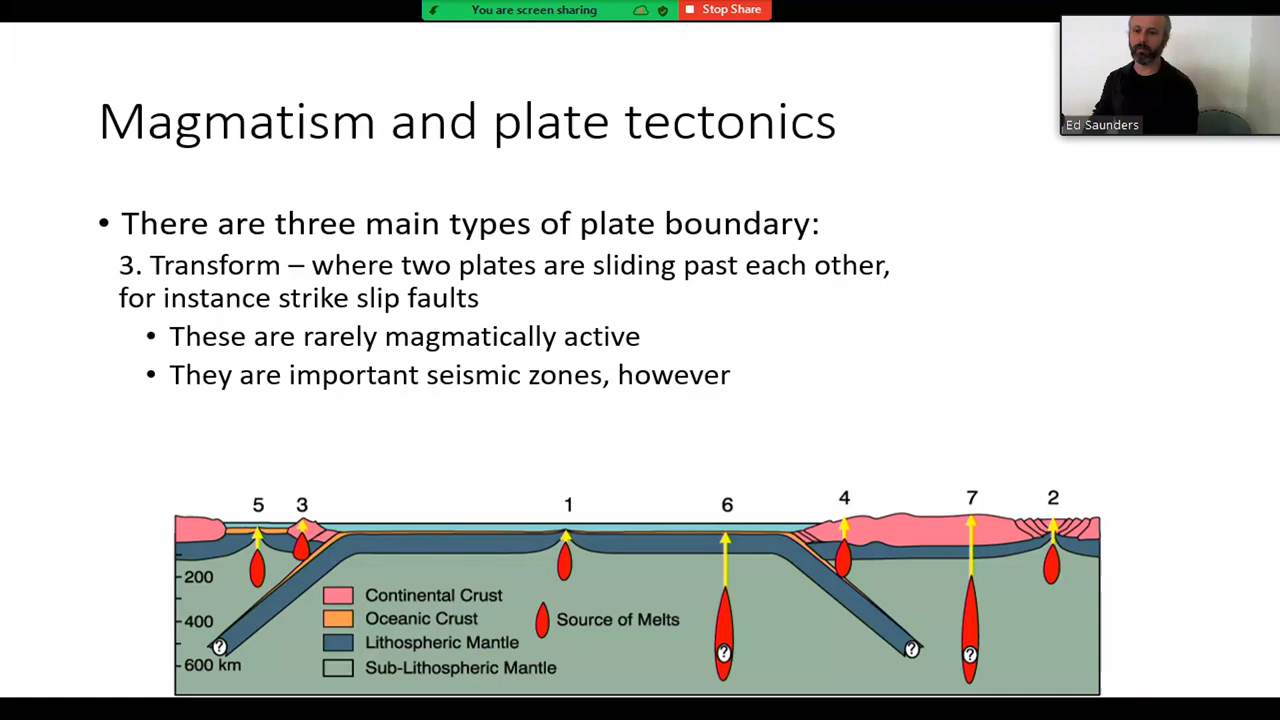 You are screen sharing
Stop Share
Ed Saunders
Magmatism and plate tectonics
• There are three main types of plate boundary:
3. Transform – where two plates are sliding past each other,
for instance strike slip faults
• These are rarely magmatically active
• They are important seismic zones, however
5 3 1 6 4 7 2
200
400
600 km
Continental Crust
Oceanic Crust
Lithospheric Mantle
Sub-Lithospheric Mantle
Source of Melts
? ? ? ?